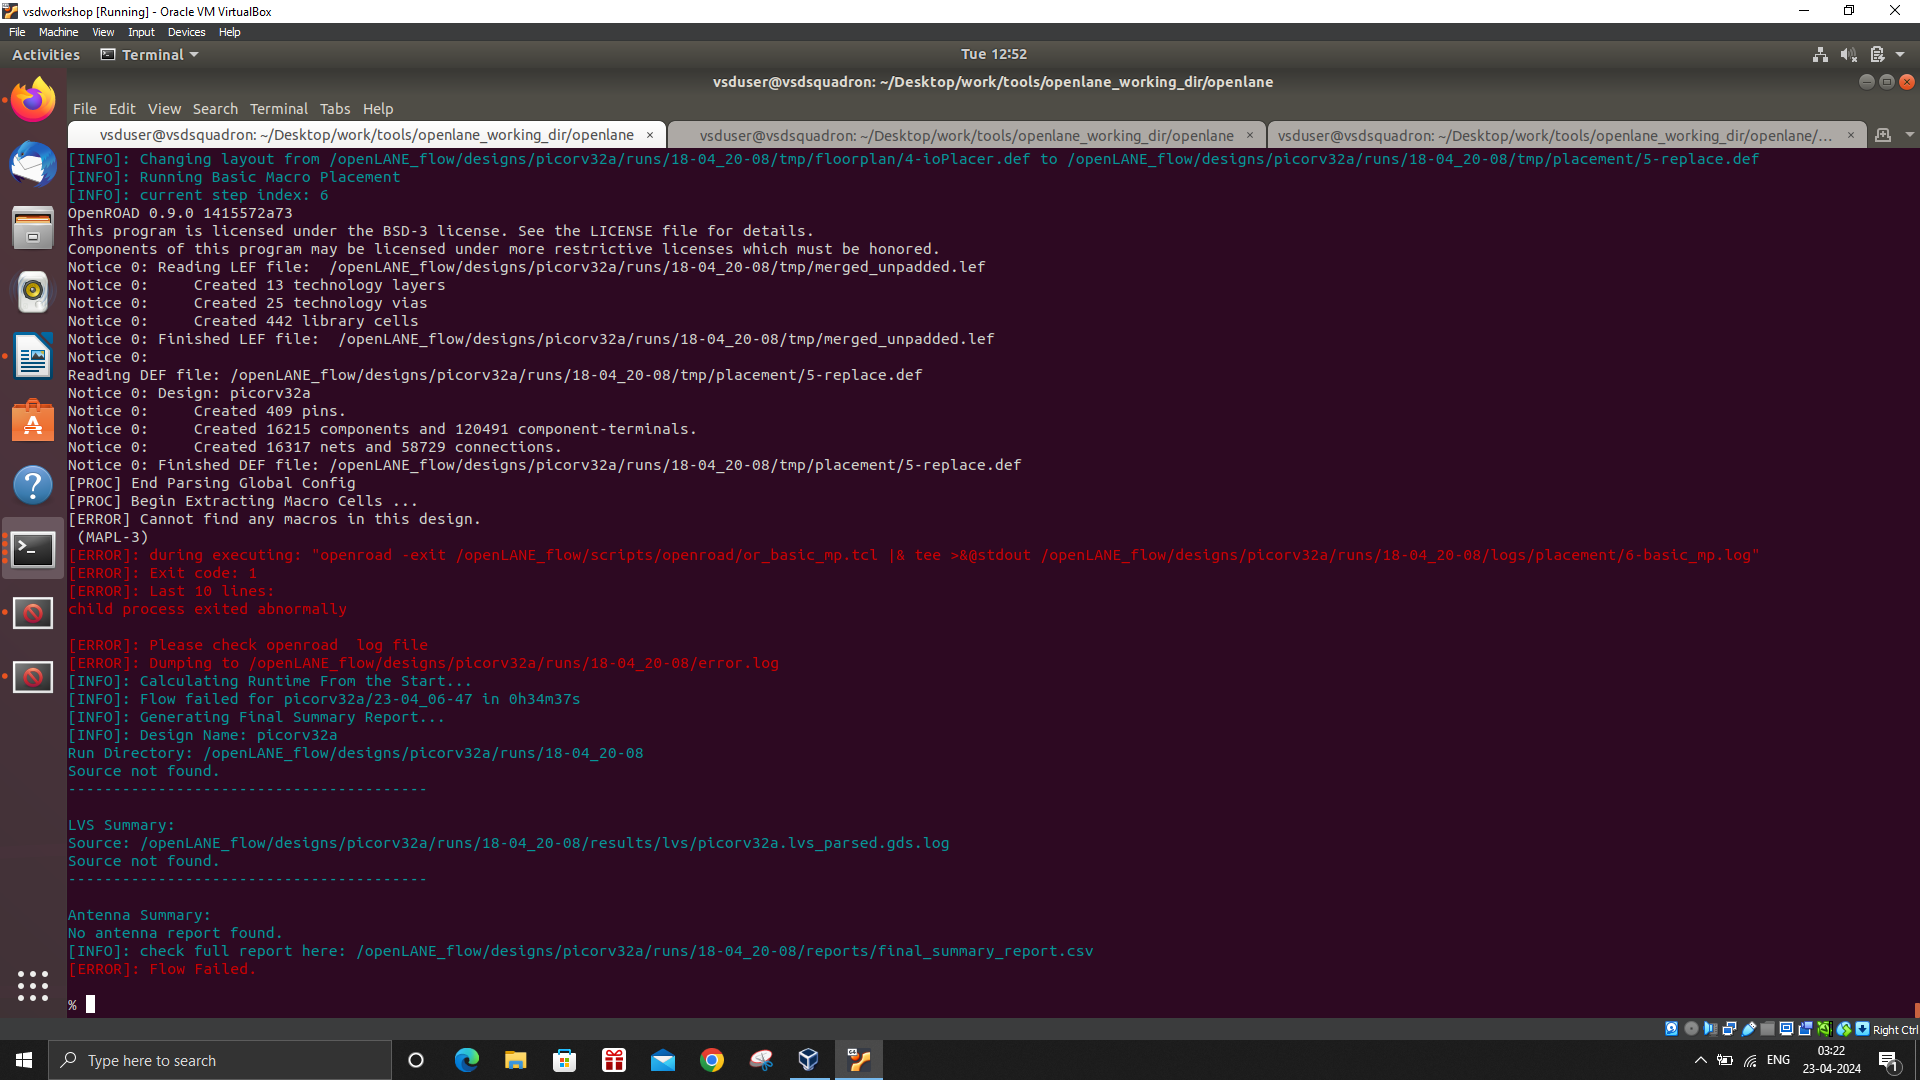 vsdworkshop [Running] - Oracle VM VirtualBox
File Machine View Input Devices Help
Activities Terminal Tue 12:52
vsduser@vsdsquadron: ~/Desktop/work/tools/openlane_working_dir/openlane
File Edit View Search Terminal Tabs Help
vsduser@vsdsquadron: ~/Desktop/work/tools/openlane_working_dir/openlane × vsduser@vsdsquadron: ~/Desktop/work/tools/openlane_working_dir/openlane × vsduser@vsdsquadron: ~/Desktop/work/tools/openlane_working_dir/openlane/... ×
[INFO]: Changing layout from /openLANE_flow/designs/picorv32a/runs/18-04_20-08/tmp/floorplan/4-ioPlacer.def to /openLANE_flow/designs/picorv32a/runs/18-04_20-08/tmp/placement/5-replace.def
[INFO]: Running Basic Macro Placement
[INFO]: current step index: 6
OpenROAD 0.9.0 1415572a73
This program is licensed under the BSD-3 license. See the LICENSE file for details.
Components of this program may be licensed under more restrictive licenses which must be honored.
Notice 0: Reading LEF file:  /openLANE_flow/designs/picorv32a/runs/18-04_20-08/tmp/merged_unpadded.lef
Notice 0:     Created 13 technology layers
Notice 0:     Created 25 technology vias
Notice 0:     Created 442 library cells
Notice 0: Finished LEF file:  /openLANE_flow/designs/picorv32a/runs/18-04_20-08/tmp/merged_unpadded.lef
Notice 0:
Reading DEF file: /openLANE_flow/designs/picorv32a/runs/18-04_20-08/tmp/placement/5-replace.def
Notice 0: Design: picorv32a
Notice 0:     Created 409 pins.
Notice 0:     Created 16215 components and 120491 component-terminals.
Notice 0:     Created 16317 nets and 58729 connections.
Notice 0: Finished DEF file: /openLANE_flow/designs/picorv32a/runs/18-04_20-08/tmp/placement/5-replace.def
[PROC] End Parsing Global Config
[PROC] Begin Extracting Macro Cells ...
[ERROR] Cannot find any macros in this design.
(MAPL-3)
[ERROR]: during executing: "openroad -exit /openLANE_flow/scripts/openroad/or_basic_mp.tcl |& tee >&@stdout /openLANE_flow/designs/picorv32a/runs/18-04_20-08/logs/placement/6-basic_mp.log"
[ERROR]: Exit code: 1
[ERROR]: Last 10 lines:
child process exited abnormally
[ERROR]: Please check openroad  log file
[ERROR]: Dumping to /openLANE_flow/designs/picorv32a/runs/18-04_20-08/error.log
[INFO]: Calculating Runtime From the Start...
[INFO]: Flow failed for picorv32a/23-04_06-47 in 0h34m37s
[INFO]: Generating Final Summary Report...
[INFO]: Design Name: picorv32a
Run Directory: /openLANE_flow/designs/picorv32a/runs/18-04_20-08
Source not found.
----------------------------------------
LVS Summary:
Source: /openLANE_flow/designs/picorv32a/runs/18-04_20-08/results/lvs/picorv32a.lvs_parsed.gds.log
Source not found.
----------------------------------------
Antenna Summary:
No antenna report found.
[INFO]: check full report here: /openLANE_flow/designs/picorv32a/runs/18-04_20-08/reports/final_summary_report.csv
[ERROR]: Flow Failed.
%
Right Ctrl
Type here to search
ENG
03:22
23-04-2024
1